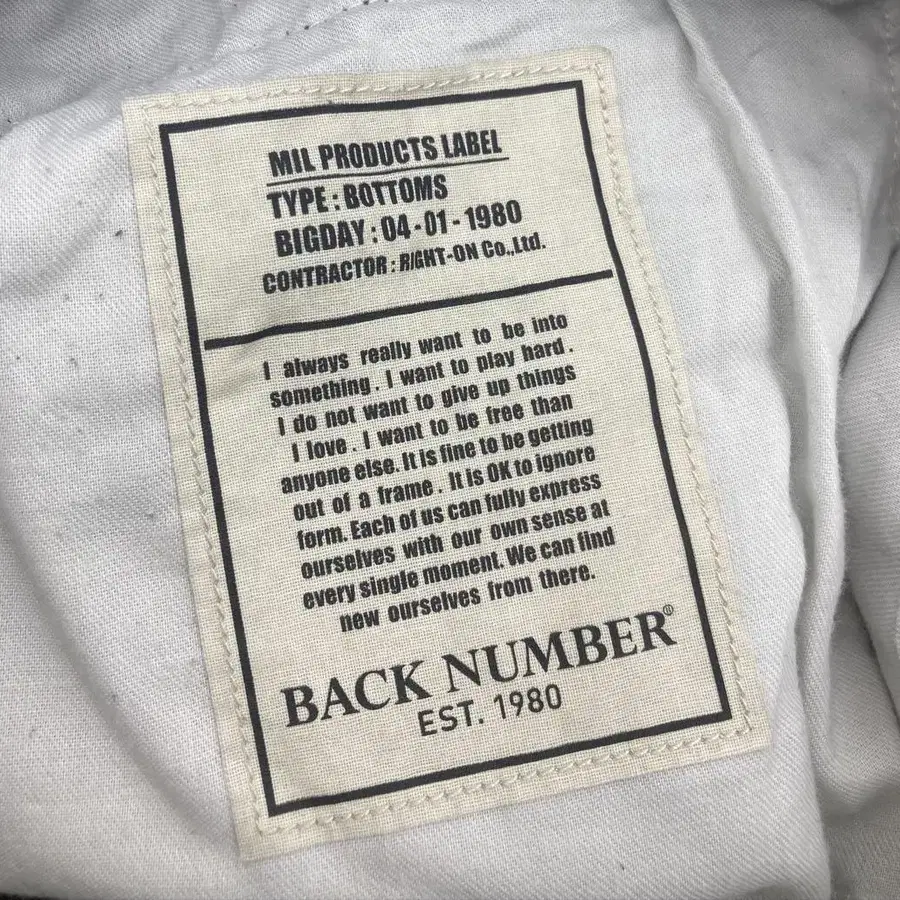 MIL PRODUCTS LABEL
TYPE : BOTTOMS
BIGDAY : 04-01-1980
CONTRACTOR : RIGHT-ON Co.,Ltd.
I always really want to be into
something . I want to play hard .
I do not want to give up things
I love . I want to be free than
anyone else. It is fine to be getting
out of a frame . It is OK to ignore
form. Each of us can fully express
ourselves with our own sense at
every single moment. We can find
new ourselves from there.
BACK NUMBER®
EST. 1980